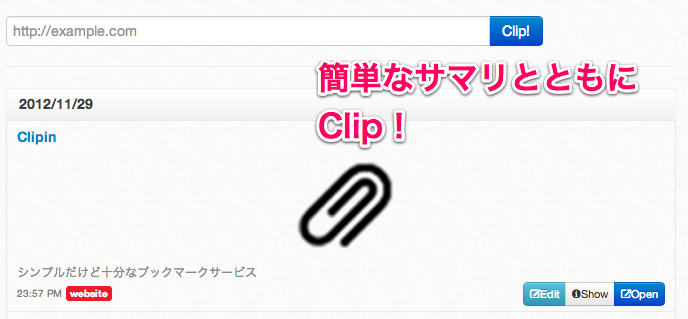 http://example.com
Clip!
簡単なサマリとともに
Clip！
2012/11/29
Clipin
シンプルだけど十分なブックマークサービス
23:57 PM website
Edit Show Open